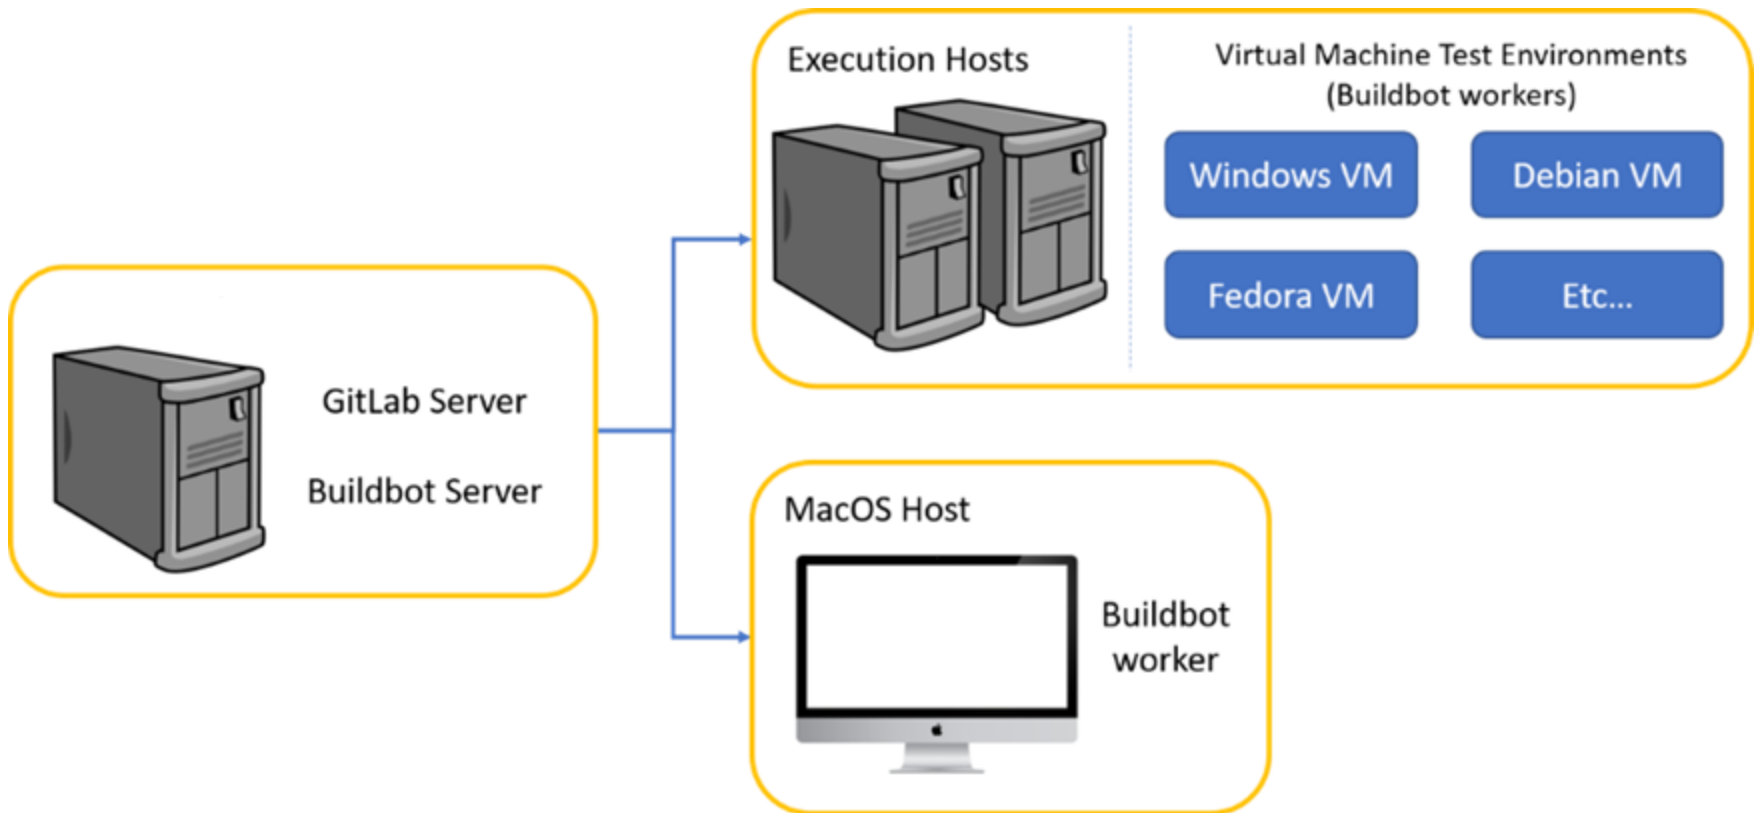 Execution Hosts
Virtual Machine Test Environments
(Buildbot workers)
Windows VM
Debian VM
Fedora VM
Etc...
GitLab Server
Buildbot Server
MacOS Host
Buildbot
worker